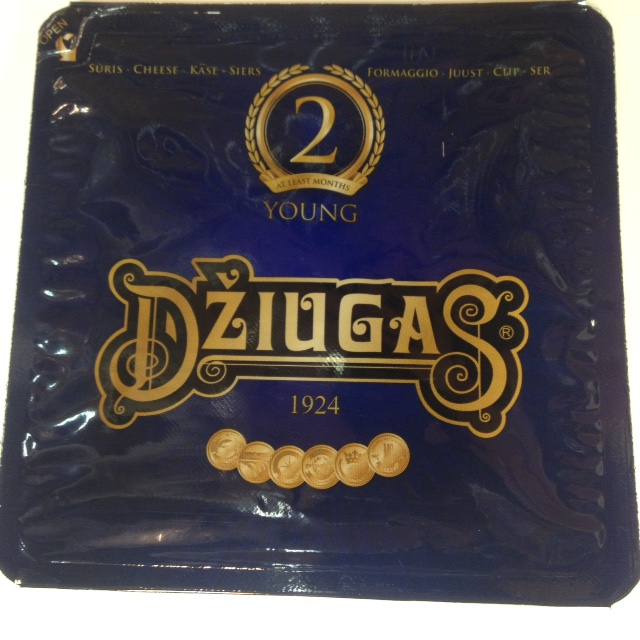 OPEN
SŪRIS · CHEESE · KÄSE · SIERS
FORMAGGIO · JUUST · СЫР · SER
2
AT LEAST MONTHS
YOUNG
DŽIUGAS®
1924